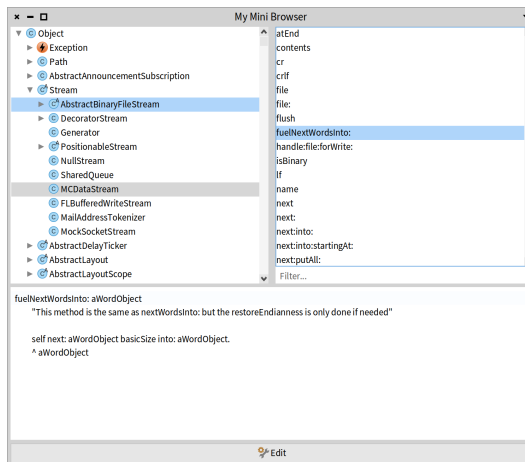 My Mini Browser
Object
Exception
Path
AbstractAnnouncementSubscription
Stream
AbstractBinaryFileStream
DecoratorStream
Generator
PositionableStream
NullStream
SharedQueue
MCDataStream
FLBufferedWriteStream
MailAddressTokenizer
MockSocketStream
AbstractDelayTicker
AbstractLayout
AbstractLayoutScope
atEnd
contents
cr
crlf
file
file:
flush
fuelNextWordsInto:
handle:file:forWrite:
isBinary
lf
name
next
next:
next:into:
next:into:startingAt:
next:putAll:
Filter...
fuelNextWordsInto: aWordObject
"This method is the same as nextWordsInto: but the restoreEndianness is only done if needed"
self next: aWordObject basicSize into: aWordObject.
^ aWordObject
Edit